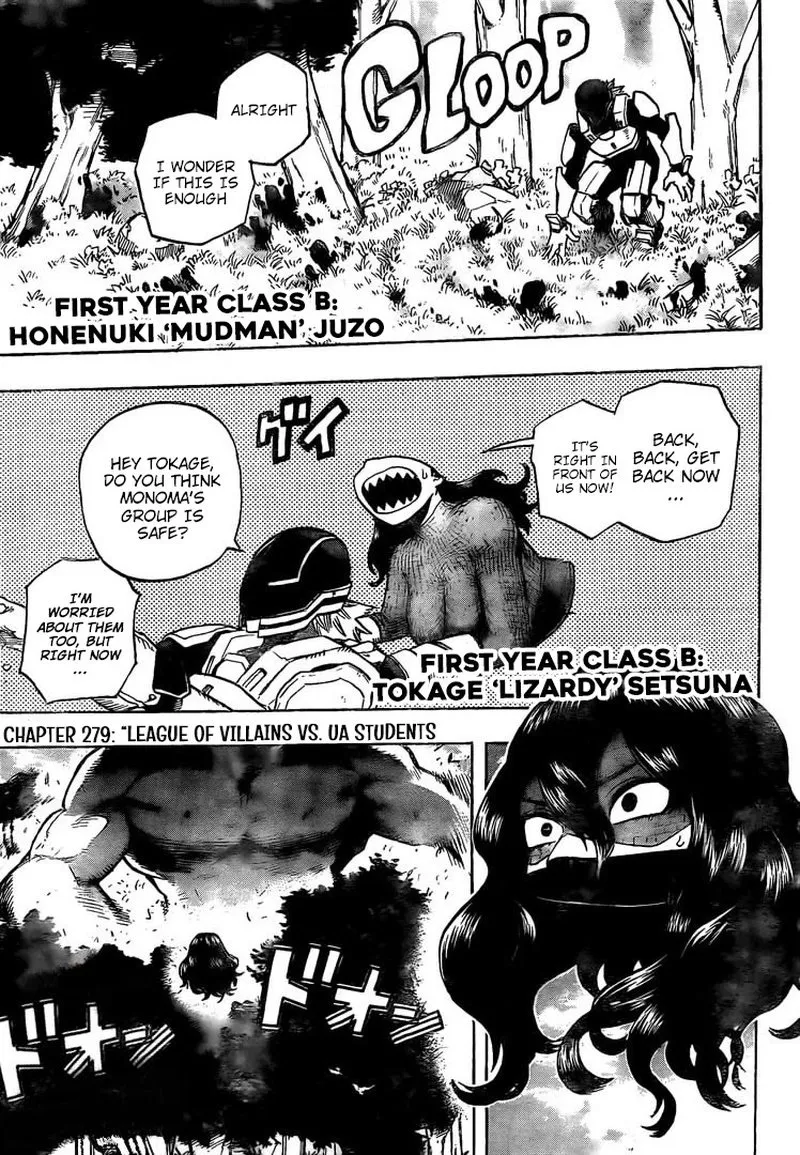 GLOOP
ALRIGHT
I WONDER
IF THIS IS
ENOUGH
FIRST YEAR CLASS B:
HONENUKI ‘MUDMAN’ JUZO
BACK,
BACK, GET
BACK NOW
...
IT'S
RIGHT IN
FRONT OF
US NOW!
グイ
HEY TOKAGE,
DO YOU THINK
MONOMA'S
GROUP IS
SAFE?
I'M
WORRIED
ABOUT THEM
TOO, BUT
RIGHT NOW
...
FIRST YEAR CLASS B:
TOKAGE ‘LIZARDY’ SETSUNA
CHAPTER 279: "LEAGUE OF VILLAINS VS. UA STUDENTS
ドオン
ドオン